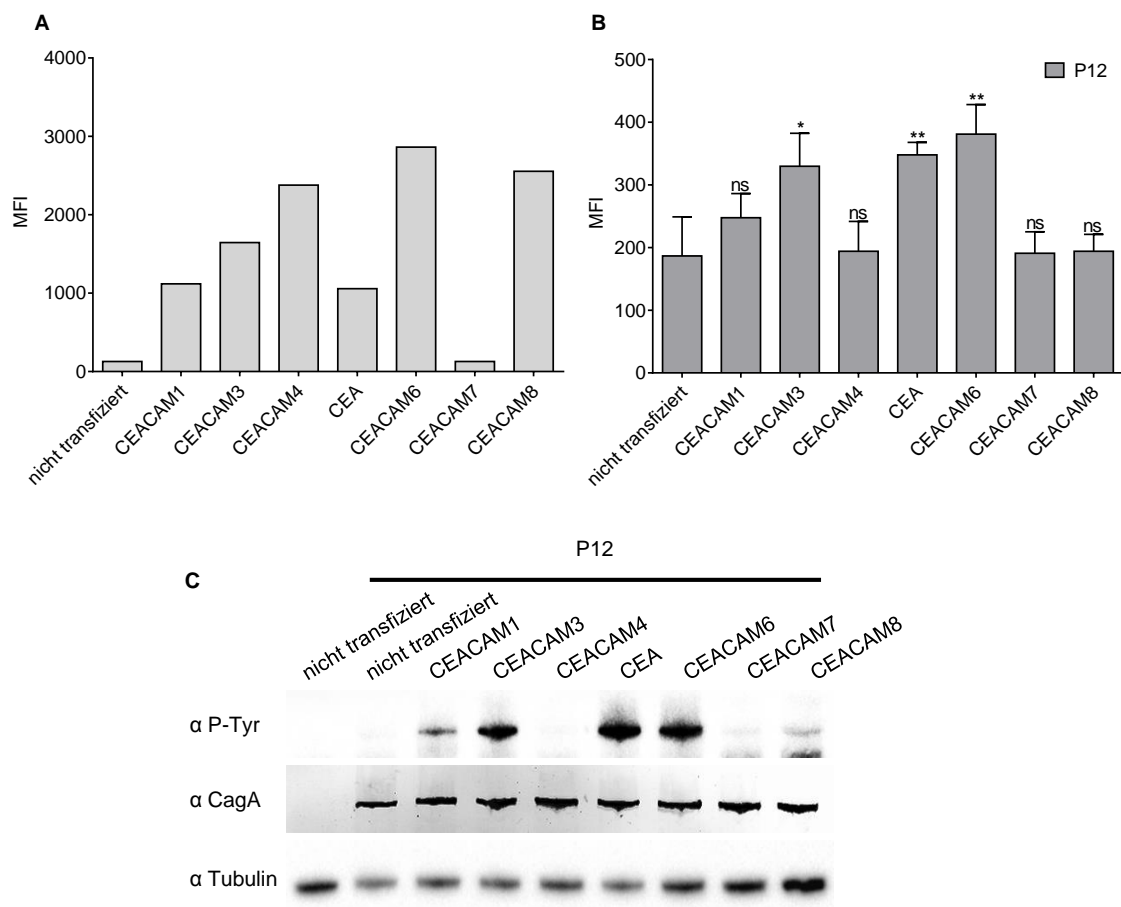 A
4000
3000
2000
1000
0
MFI
nicht transfiziert
CEACAM1
CEACAM3
CEACAM4
CEA
CEACAM6
CEACAM7
CEACAM8
B
500
400
300
200
100
0
MFI
P12
ns
*
ns
**
**
ns
ns
nicht transfiziert
CEACAM1
CEACAM3
CEACAM4
CEA
CEACAM6
CEACAM7
CEACAM8
C
P12
nicht transfiziert
nicht transfiziert
CEACAM1
CEACAM3
CEACAM4
CEA
CEACAM6
CEACAM7
CEACAM8
α P-Tyr
α CagA
α Tubulin